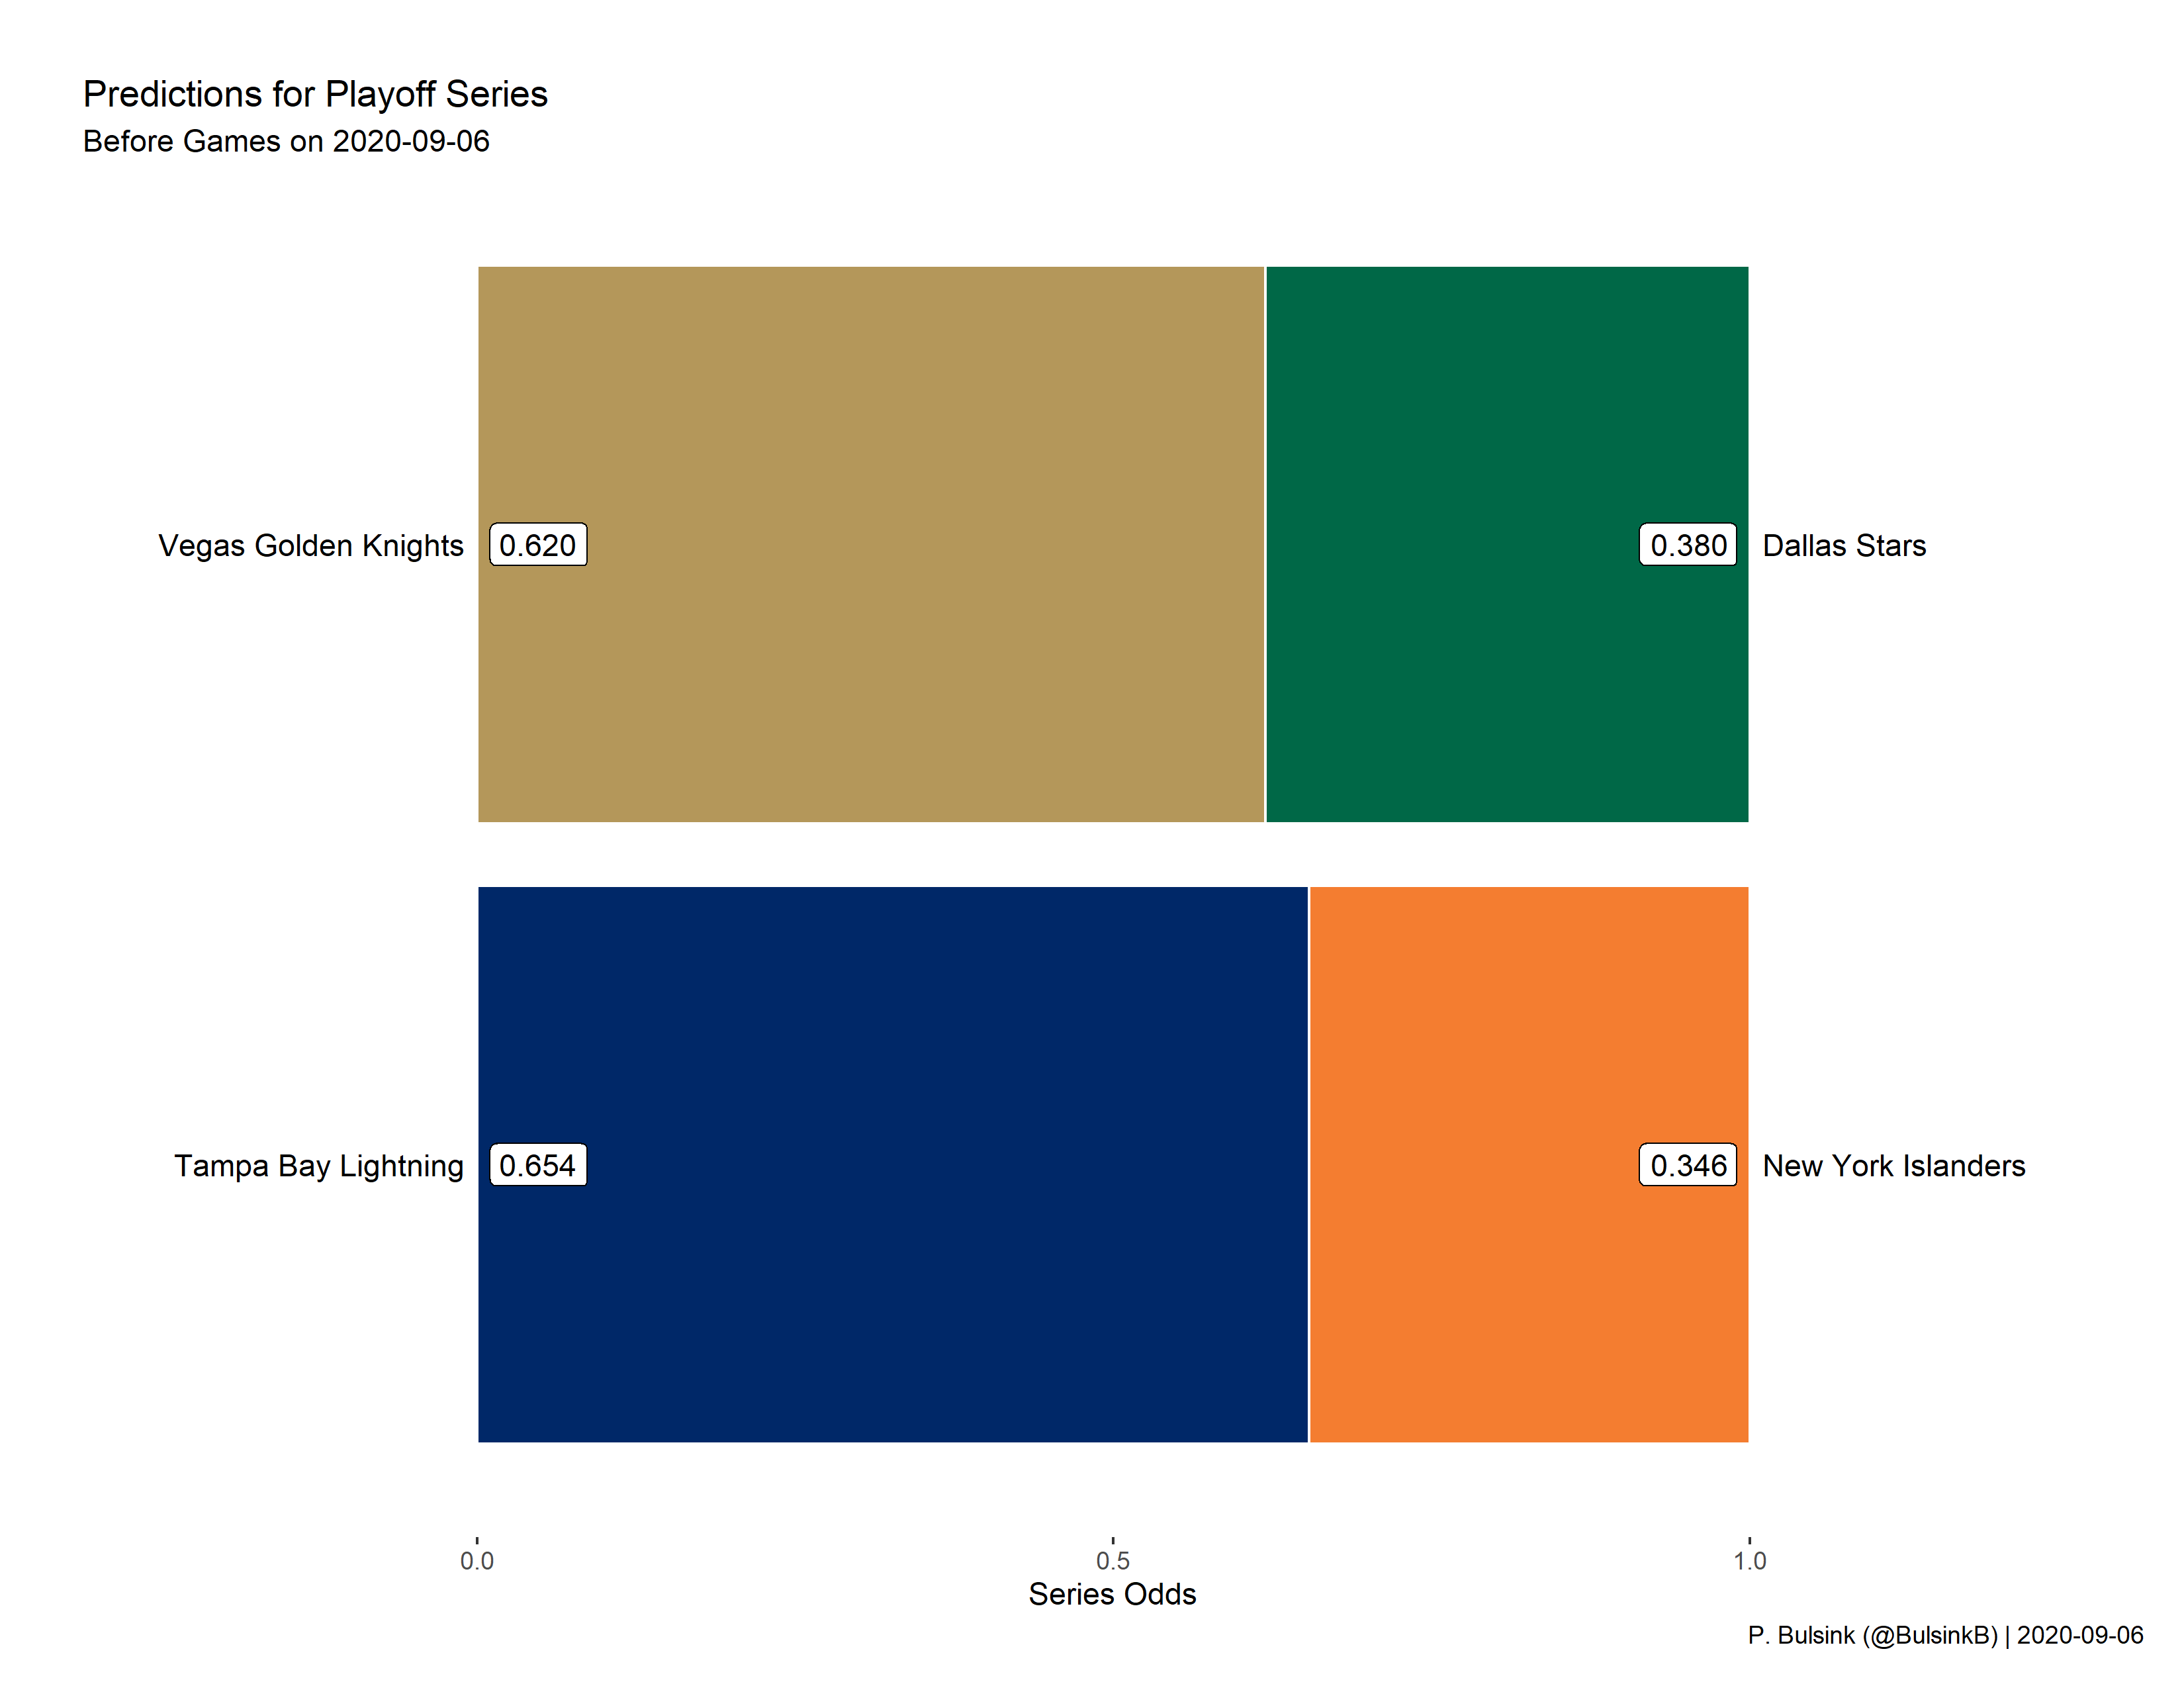 Predictions for Playoff Series
Before Games on 2020-09-06
Vegas Golden Knights 0.620 0.380 Dallas Stars
Tampa Bay Lightning 0.654 0.346 New York Islanders
0.0 0.5 1.0
Series Odds
P. Bulsink (@BulsinkB) | 2020-09-06